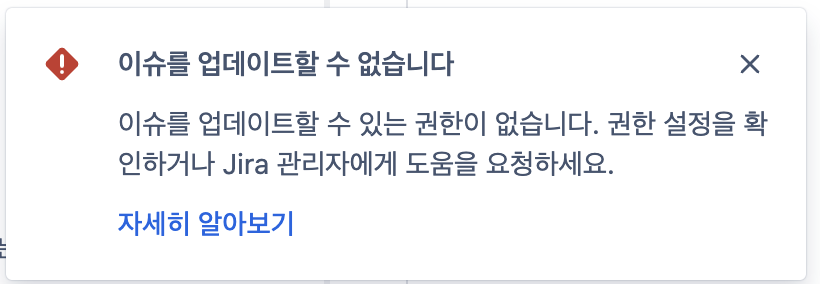 이슈를 업데이트할 수 없습니다
이슈를 업데이트할 수 있는 권한이 없습니다. 권한 설정을 확
인하거나 Jira 관리자에게 도움을 요청하세요.
자세히 알아보기